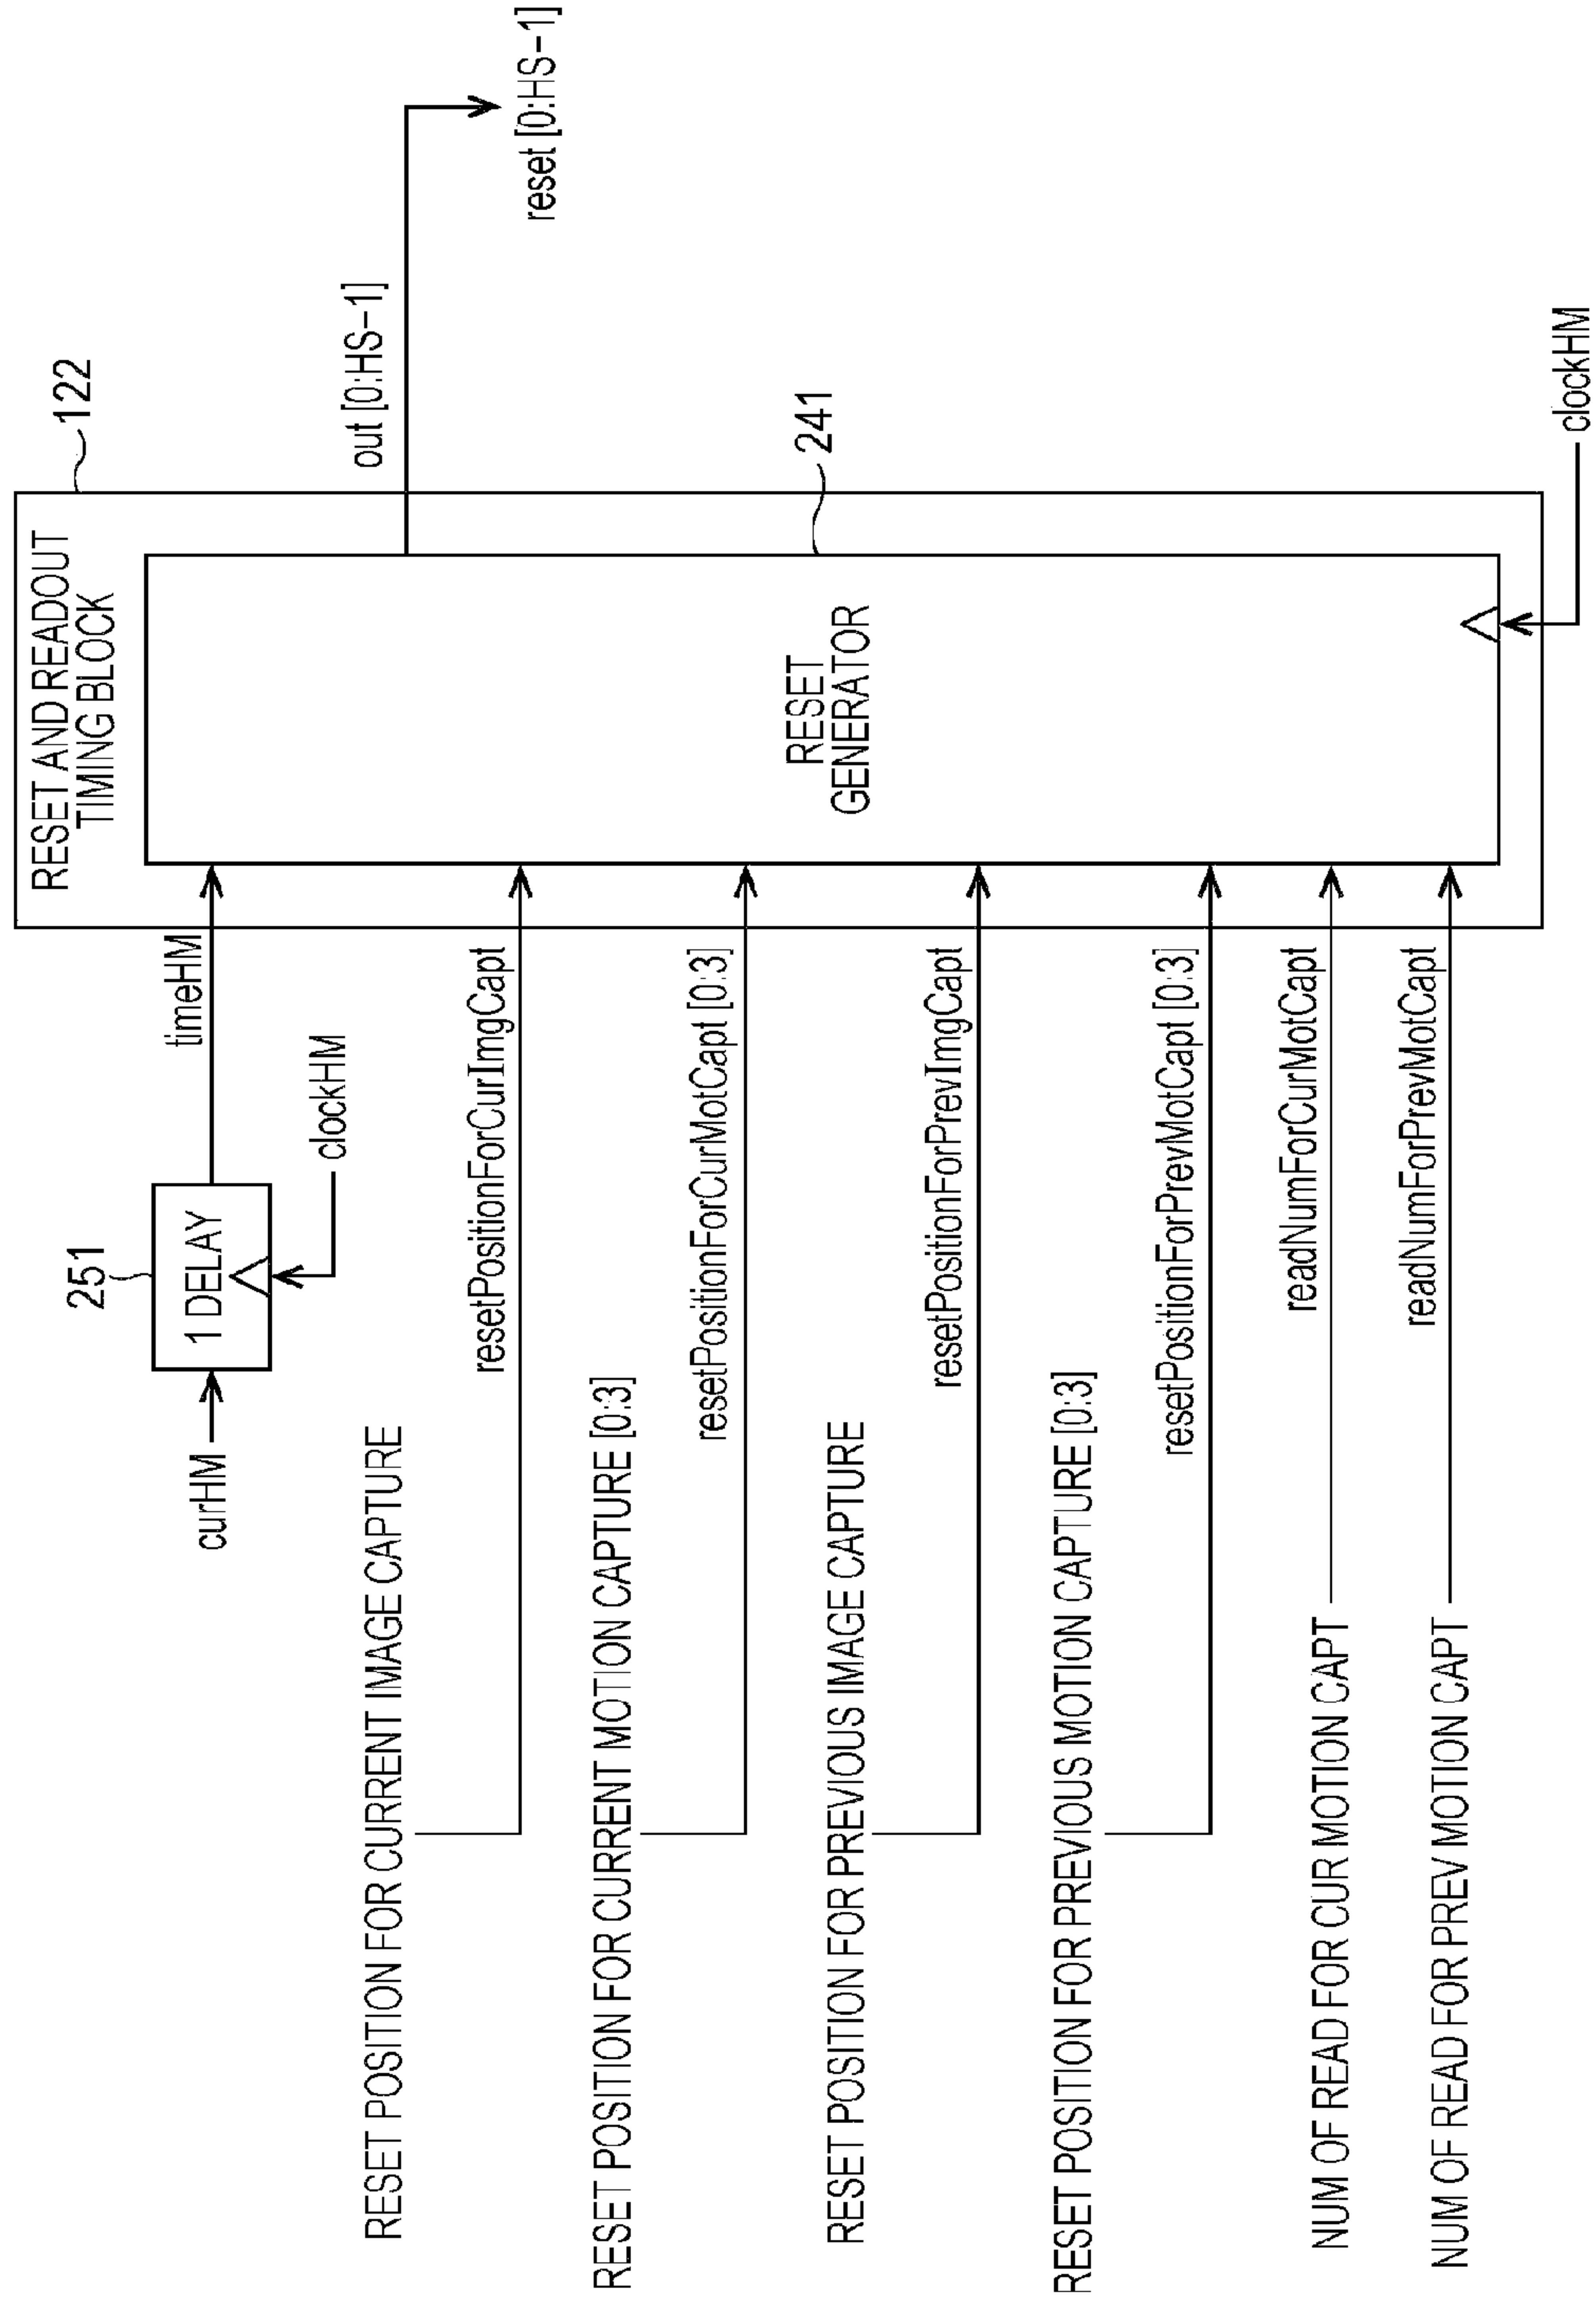 RESET AND READOUT
TIMING BLOCK
122
251
1 DELAY
curHM
timeHM
clockHM
out [0:HS−1]
reset [0:HS−1]
RESET POSITION FOR CURRENT IMAGE CAPTURE
resetPositionForCurImgCapt
RESET POSITION FOR CURRENT MOTION CAPTURE [0:3]
resetPositionForCurMotCapt [0:3]
RESET
GENERATOR
241
RESET POSITION FOR PREVIOUS IMAGE CAPTURE
resetPositionForPrevImgCapt
RESET POSITION FOR PREVIOUS MOTION CAPTURE [0:3]
resetPositionForPrevMotCapt [0:3]
NUM OF READ FOR CUR MOTION CAPT
readNumForCurMotCapt
NUM OF READ FOR PREV MOTION CAPT
readNumForPrevMotCapt
clockHM